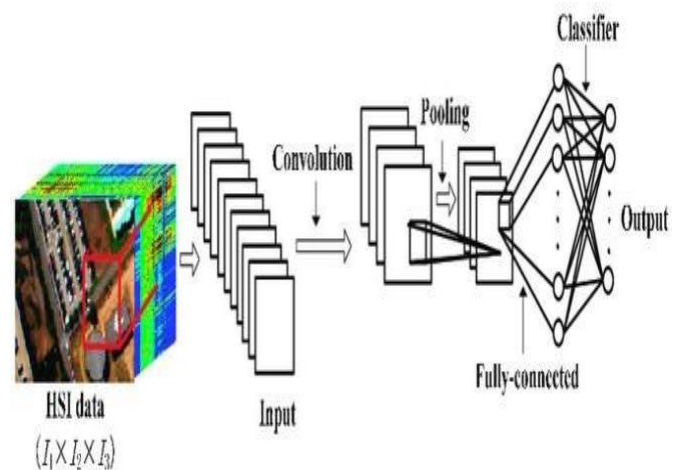 Classifier
Pooling
Convolution
Output
Fully-connected
Input
HSI data
(I₁×I₂×I₃)